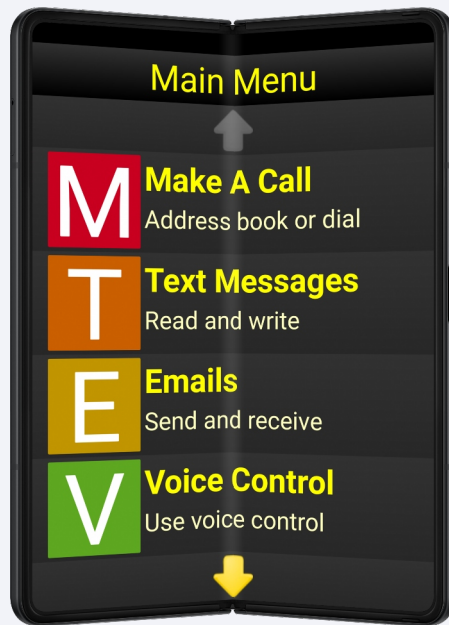 Main Menu
M
Make A Call
Address book or dial
T
Text Messages
Read and write
E
Emails
Send and receive
V
Voice Control
Use voice control